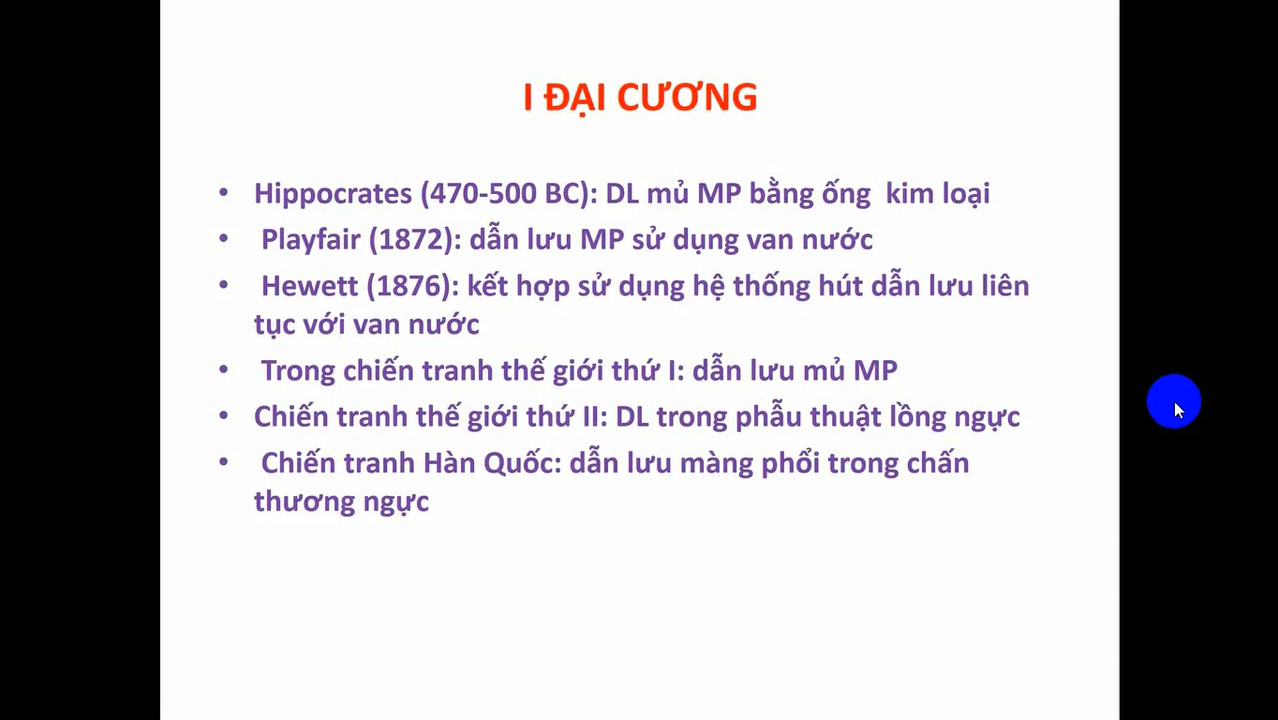 I ĐẠI CƯƠNG
• Hippocrates (470-500 BC): DL mủ MP bằng ống kim loại
• Playfair (1872): dẫn lưu MP sử dụng van nước
• Hewett (1876): kết hợp sử dụng hệ thống hút dẫn lưu liên
tục với van nước
• Trong chiến tranh thế giới thứ I: dẫn lưu mủ MP
• Chiến tranh thế giới thứ II: DL trong phẫu thuật lồng ngực
• Chiến tranh Hàn Quốc: dẫn lưu màng phổi trong chấn
thương ngực